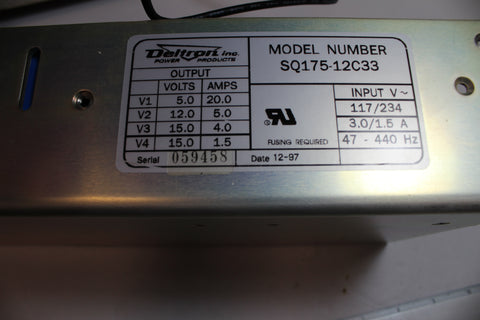 Deltron inc.
POWER PRODUCTS
MODEL NUMBER
SQ175-12C33
OUTPUT
VOLTS AMPS
V1 5.0 20.0
V2 12.0 5.0
V3 15.0 4.0
V4 15.0 1.5
RU
FUSING REQUIRED
INPUT V~
117/234
3.0/1.5 A
47 - 440 Hz
Serial 059458
Date 12-97